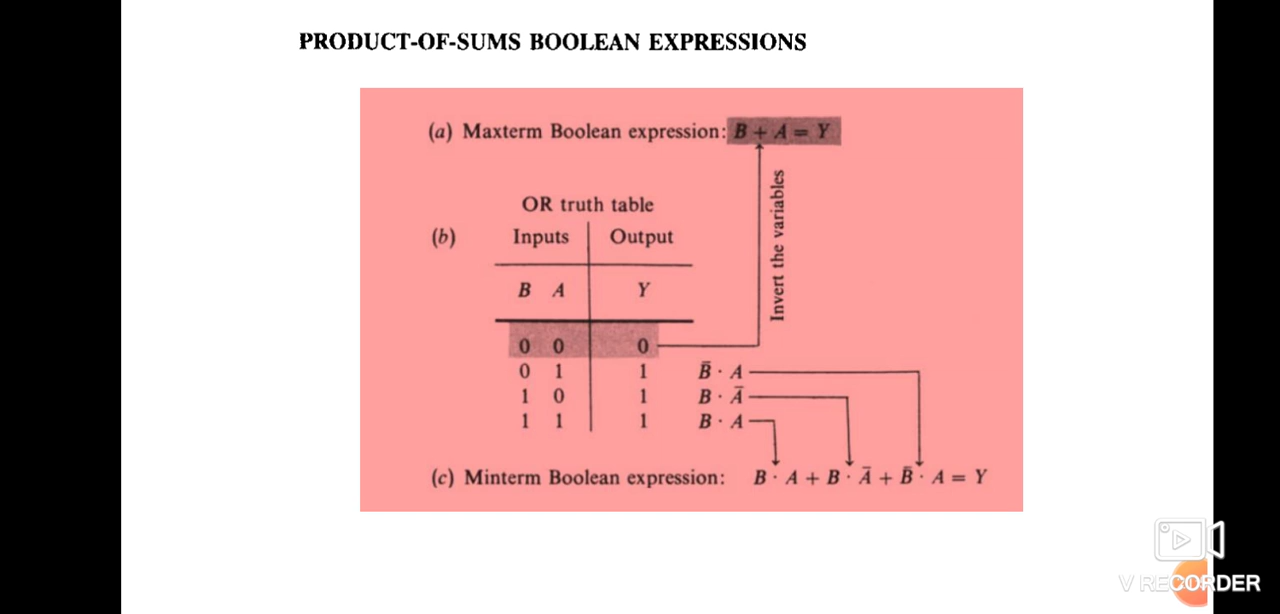 PRODUCT-OF-SUMS BOOLEAN EXPRESSIONS
(a) Maxterm Boolean expression: B + A = Y
Invert the variables
OR truth table
(b) Inputs Output
B A Y
0 0 0
0 1 1 B̄ · A
1 0 1 B · Ā
1 1 1 B · A
(c) Minterm Boolean expression: B · A + B · Ā + B̄ · A = Y
V RECORDER